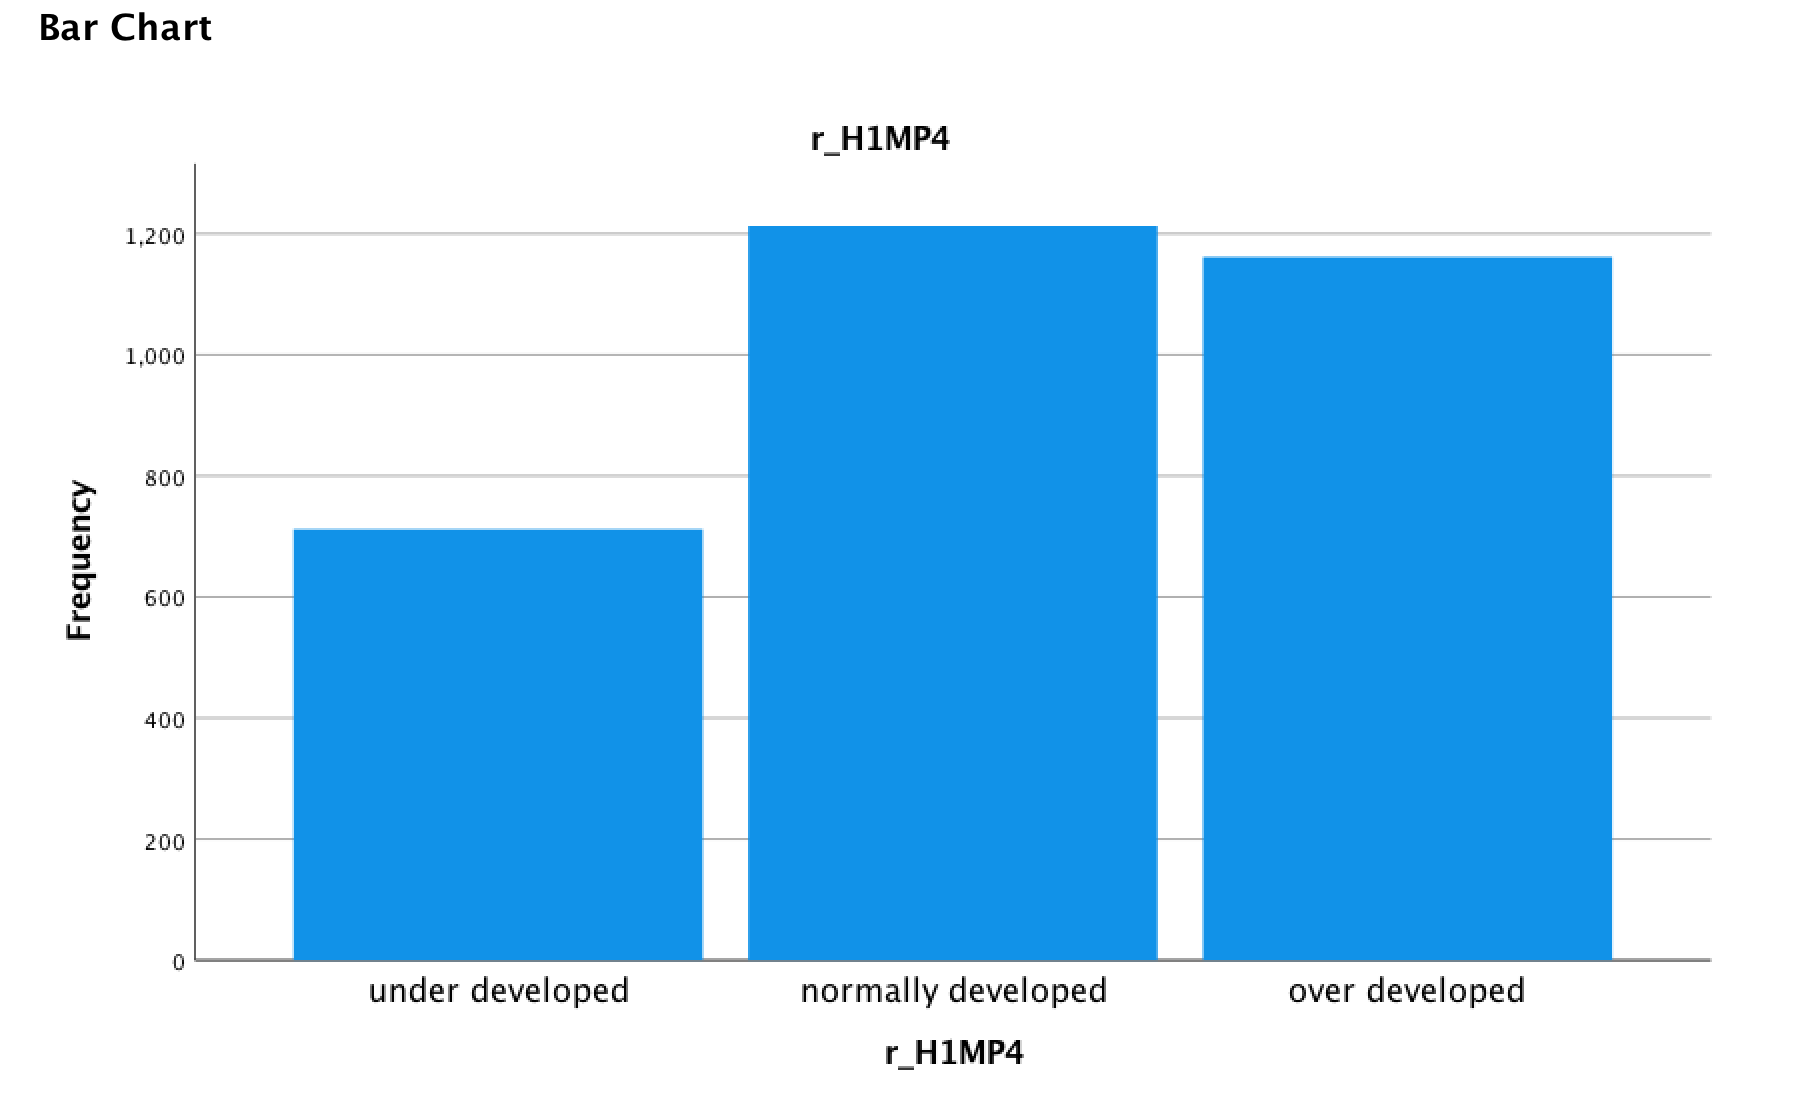 Bar Chart
r_H1MP4
1,200
1,000
800
600
400
200
0
Frequency
under developed
normally developed
over developed
r_H1MP4